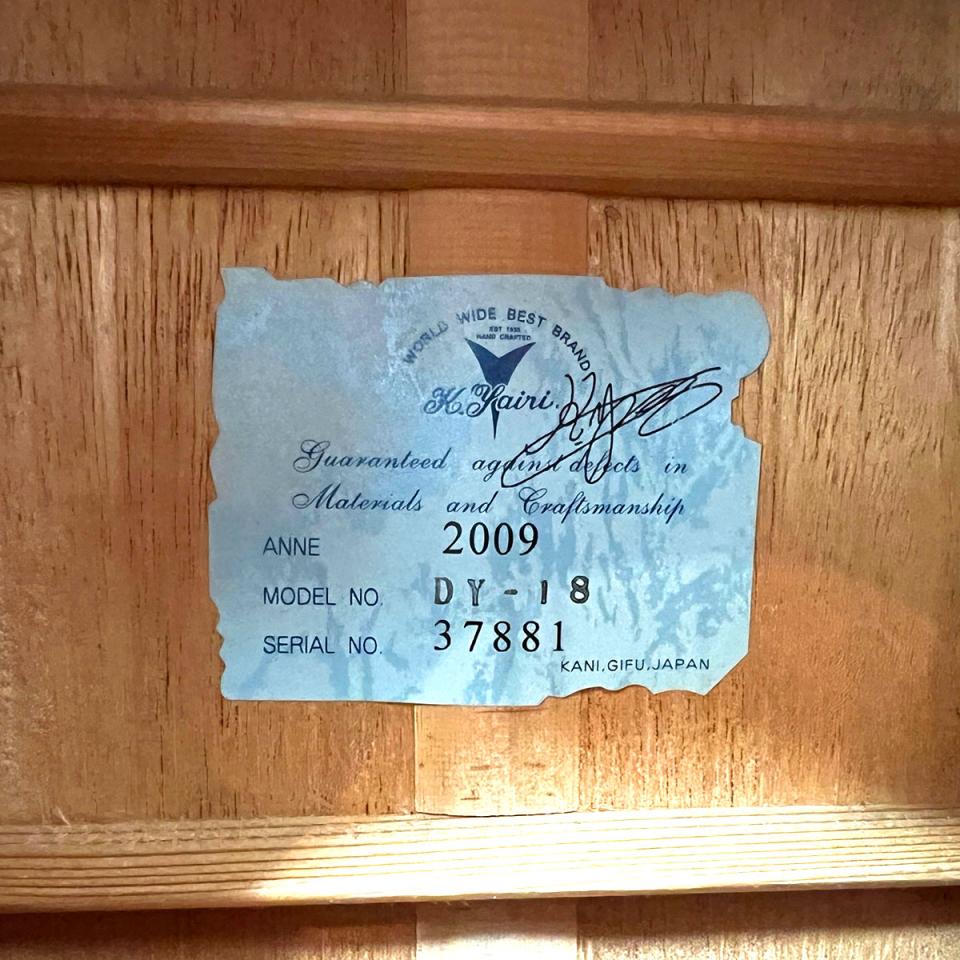 WORLD WIDE BEST BRAND
EST 1935
HAND CRAFTED
K.Yairi.
Guaranteed against defects in
Materials and Craftsmanship
ANNE 2009
MODEL NO. DY-18
SERIAL NO. 37881
KANI,GIFU,JAPAN